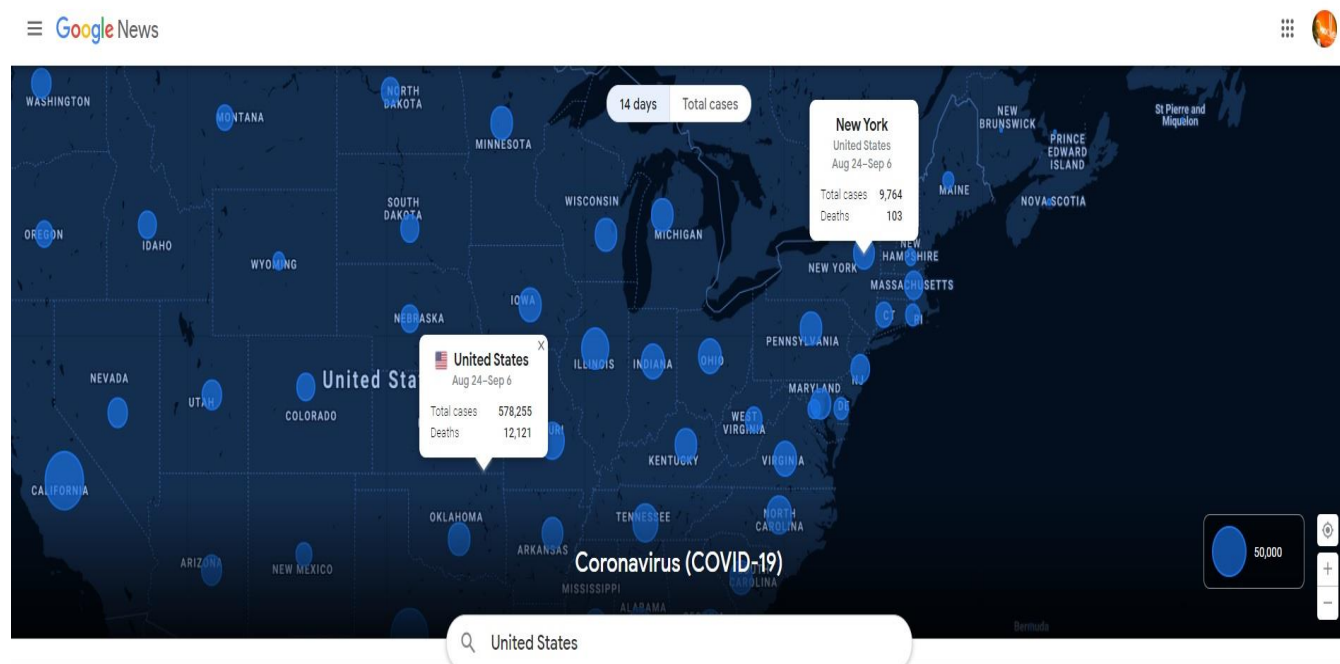 Google News
14 days Total cases
WASHINGTON
MONTANA
NORTH
DAKOTA
MINNESOTA
New York
United States
Aug 24–Sep 6
Total cases 9,764
Deaths 103
NEW
BRUNSWICK
PRINCE
EDWARD
ISLAND
St Pierre and
Miquelon
MAINE
NOVA SCOTIA
OREGON
IDAHO
WYOMING
SOUTH
DAKOTA
WISCONSIN
MICHIGAN
NEW YORK
NEW
HAMPSHIRE
MASSACHUSETTS
CT
RI
IOWA
NEBRASKA
PENNSYLVANIA
ILLINOIS
INDIANA
OHIO
NJ
MARYLAND
DE
NEVADA
UTAH
COLORADO
United Sta
X
United States
Aug 24–Sep 6
Total cases 578,255
Deaths 12,121
URI
WEST
VIRGINIA
KENTUCKY
VIRGINIA
CALIFORNIA
OKLAHOMA
TENNESSEE
NORTH
CAROLINA
ARIZONA
NEW MEXICO
ARKANSAS
Coronavirus (COVID-19)
CAROLINA
MISSISSIPPI
ALABAMA
50,000
Bermuda
United States